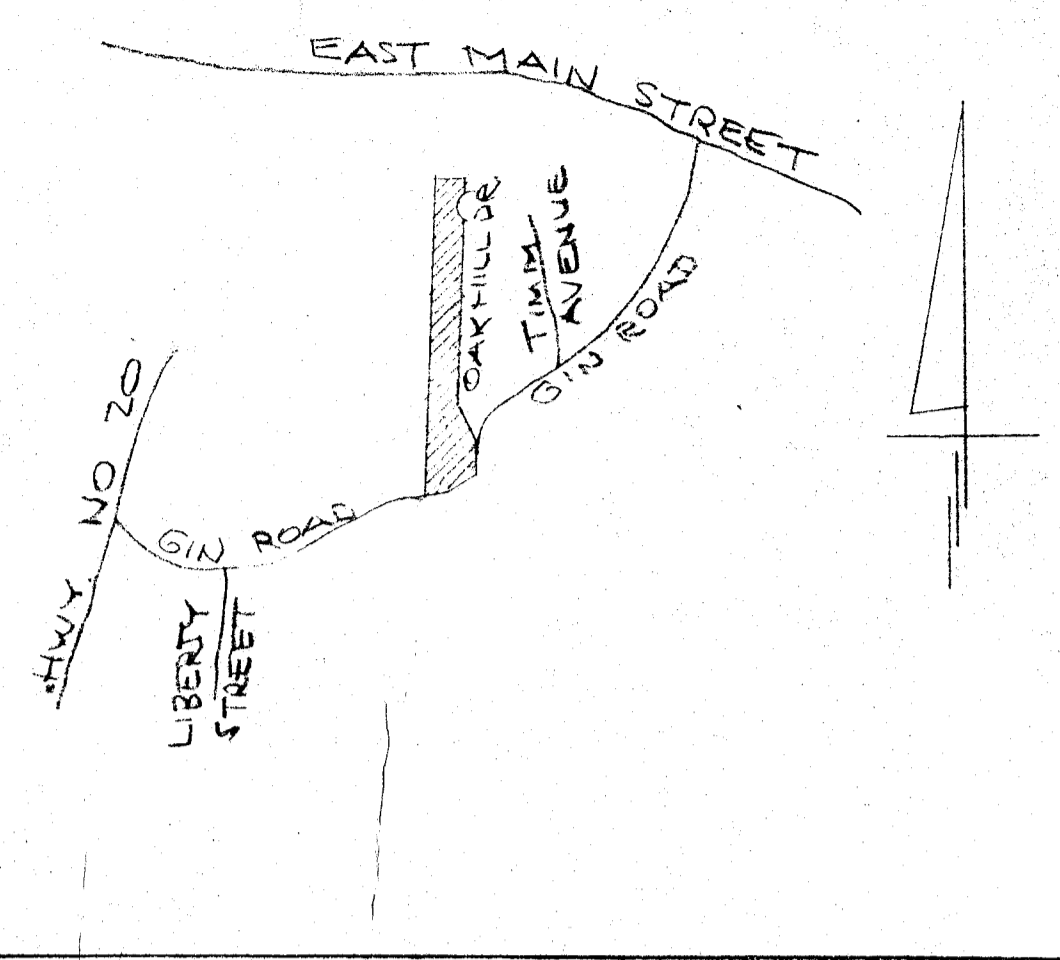 EAST MAIN STREET
OAKHILL DR.
TIMM
AVENUE
GIN ROAD
HWY. NO 20
GIN ROAD
LIBERTY
STREET